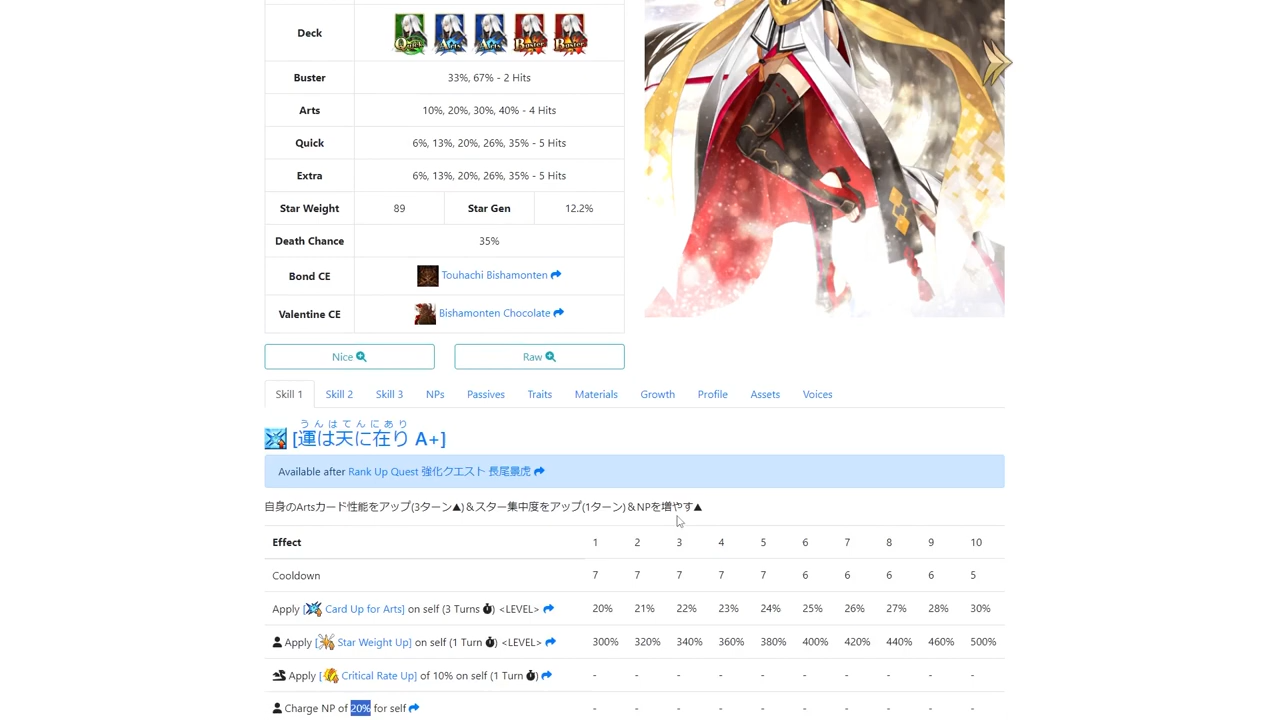 Deck Quick Arts Arts Buster Buster
Buster 33%, 67% - 2 Hits
Arts 10%, 20%, 30%, 40% - 4 Hits
Quick 6%, 13%, 20%, 26%, 35% - 5 Hits
Extra 6%, 13%, 20%, 26%, 35% - 5 Hits
Star Weight 89 Star Gen 12.2%
Death Chance 35%
Bond CE Touhachi Bishamonten
Valentine CE Bishamonten Chocolate
Nice Raw
Skill 1 Skill 2 Skill 3 NPs Passives Traits Materials Growth Profile Assets Voices
うんはてんにあり
[運は天に在り A+]
Available after Rank Up Quest 強化クエスト 長尾景虎
自身のArtsカード性能をアップ(3ターン▲)＆スター集中度をアップ(1ターン)＆NPを増やす▲
Effect 1 2 3 4 5 6 7 8 9 10
Cooldown 7 7 7 7 7 6 6 6 6 5
Apply [Card Up for Arts] on self (3 Turns) <LEVEL> 20% 21% 22% 23% 24% 25% 26% 27% 28% 30%
Apply [Star Weight Up] on self (1 Turn) <LEVEL> 300% 320% 340% 360% 380% 400% 420% 440% 460% 500%
Apply [Critical Rate Up] of 10% on self (1 Turn) - - - - - - - - - -
Charge NP of 20% for self - - - - - - - - - -